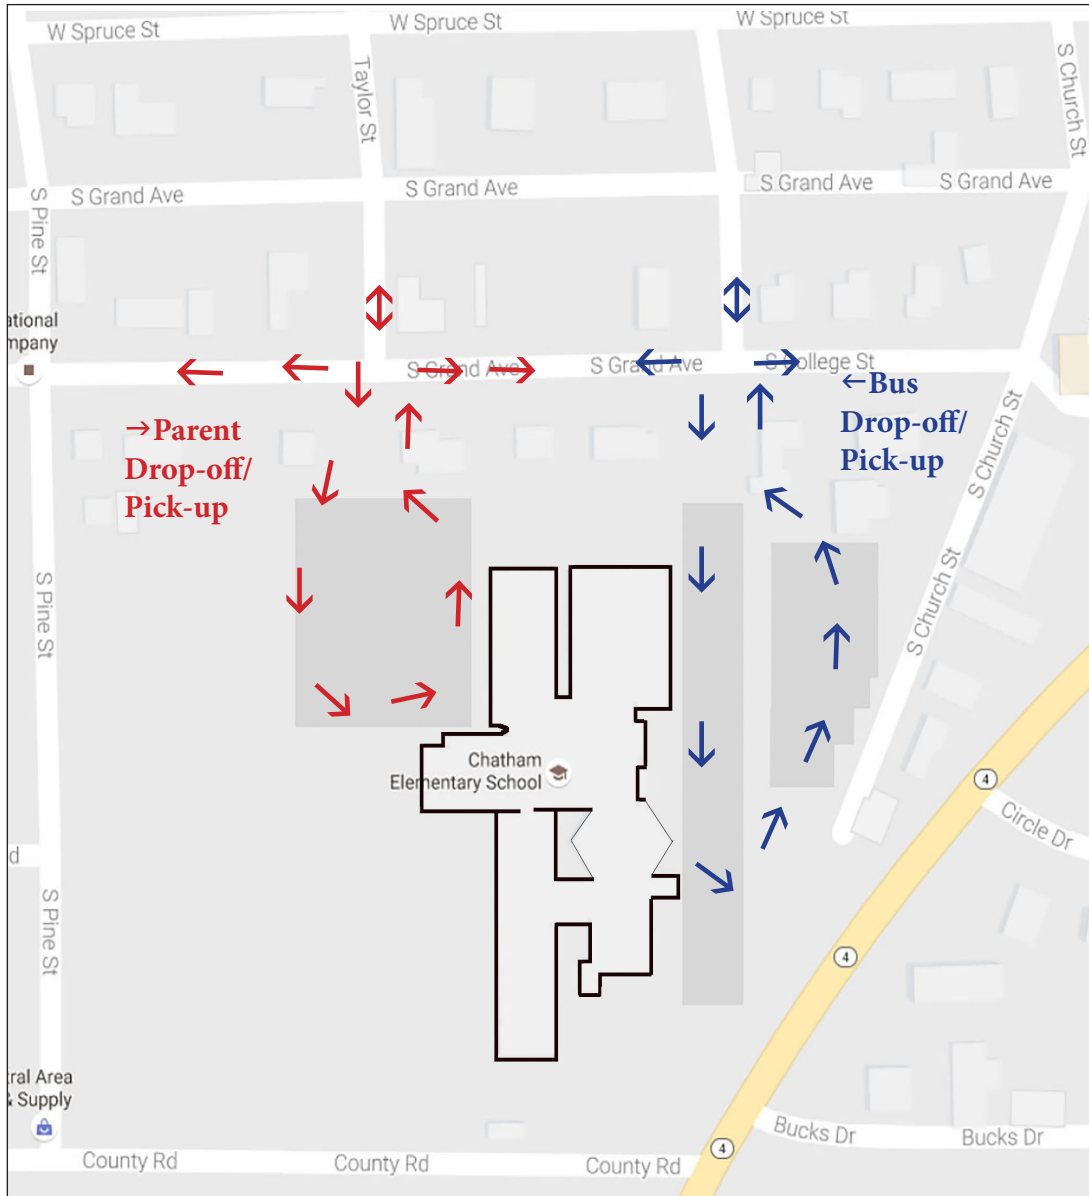 W Spruce St
W Spruce St
W Spruce St
S Church St
Taylor St
S Pine St
S Grand Ave
S Grand Ave
S Grand Ave
S Grand Ave
ational
mpany
S Grand Ave
S Grand Ave
S College St
→Parent
Drop-off/
Pick-up
←Bus
Drop-off/
Pick-up
S Church St
S Pine St
S Church St
Chatham
Elementary School
4
Circle Dr
d
S Pine St
4
tral Area
& Supply
Bucks Dr
Bucks Dr
4
County Rd
County Rd
County Rd